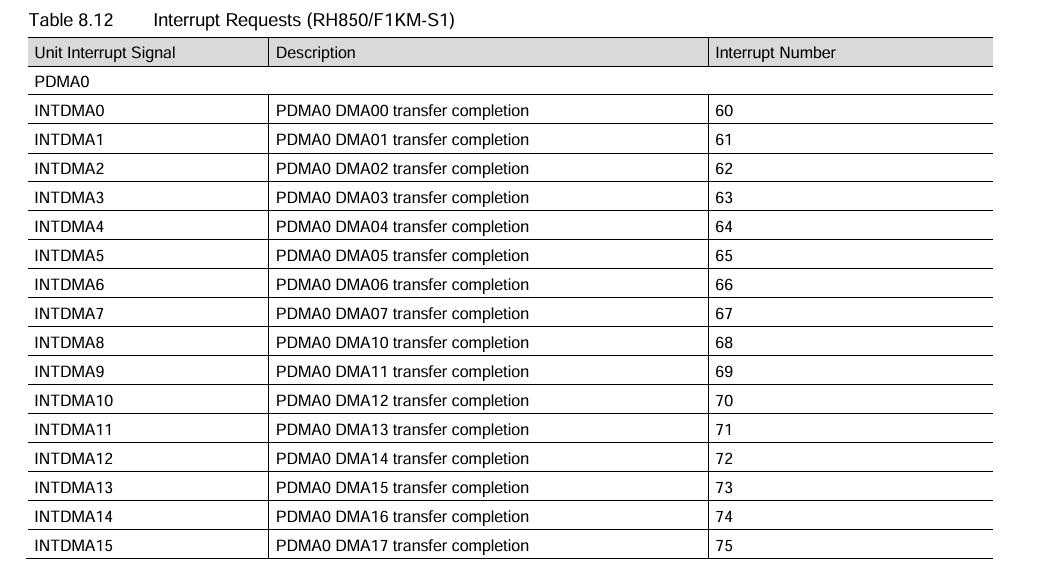 Table 8.12 Interrupt Requests (RH850/F1KM-S1)
Unit Interrupt Signal Description Interrupt Number
PDMA0
INTDMA0 PDMA0 DMA00 transfer completion 60
INTDMA1 PDMA0 DMA01 transfer completion 61
INTDMA2 PDMA0 DMA02 transfer completion 62
INTDMA3 PDMA0 DMA03 transfer completion 63
INTDMA4 PDMA0 DMA04 transfer completion 64
INTDMA5 PDMA0 DMA05 transfer completion 65
INTDMA6 PDMA0 DMA06 transfer completion 66
INTDMA7 PDMA0 DMA07 transfer completion 67
INTDMA8 PDMA0 DMA10 transfer completion 68
INTDMA9 PDMA0 DMA11 transfer completion 69
INTDMA10 PDMA0 DMA12 transfer completion 70
INTDMA11 PDMA0 DMA13 transfer completion 71
INTDMA12 PDMA0 DMA14 transfer completion 72
INTDMA13 PDMA0 DMA15 transfer completion 73
INTDMA14 PDMA0 DMA16 transfer completion 74
INTDMA15 PDMA0 DMA17 transfer completion 75